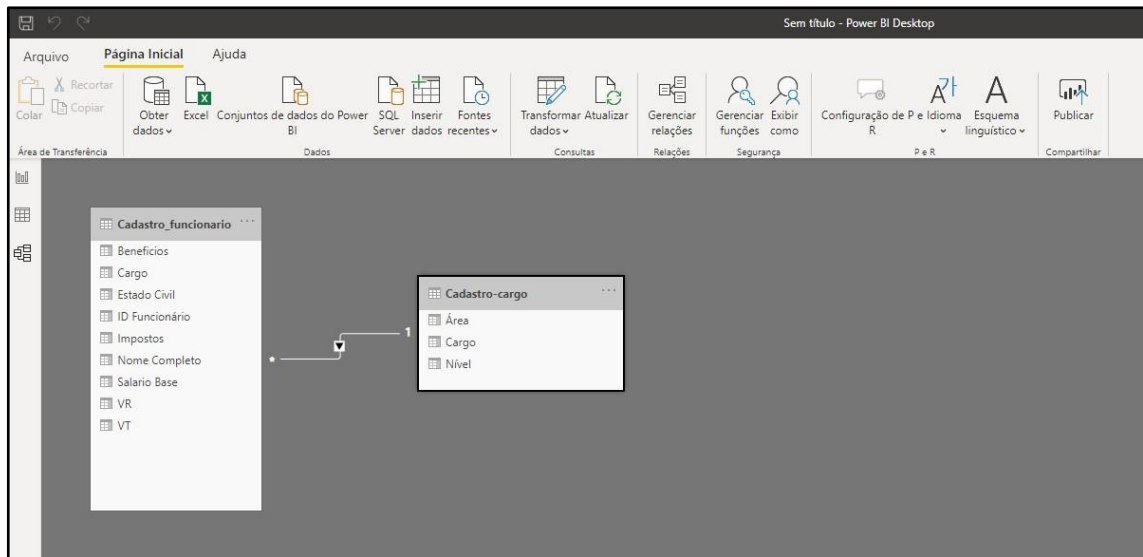 Sem título - Power BI Desktop
Arquivo
Página Inicial
Ajuda
Colar
Recortar
Copiar
Área de Transferência
Obter
dados
Excel
Conjuntos de dados do Power
BI
SQL
Server
Inserir
dados
Fontes
recentes
Dados
Transformar
dados
Atualizar
Consultas
Gerenciar
relações
Relações
Gerenciar
funções
Exibir
como
Segurança
Configuração de P e
R
Idioma
Esquema
linguístico
P e R
Publicar
Compartilhar
Cadastro_funcionario
Beneficios
Cargo
Estado Civil
ID Funcionário
Impostos
Nome Completo
Salario Base
VR
VT
1
Cadastro-cargo
Área
Cargo
Nível